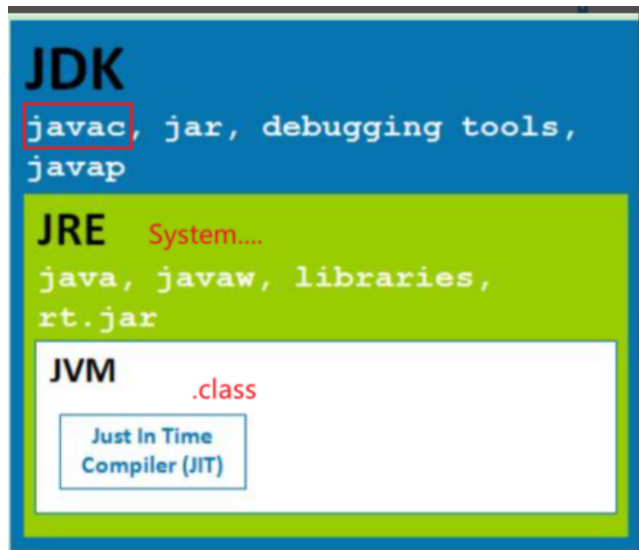 JDK
javac, jar, debugging tools,
javap
JRE System....
java, javaw, libraries,
rt.jar
JVM
.class
Just In Time
Compiler (JIT)